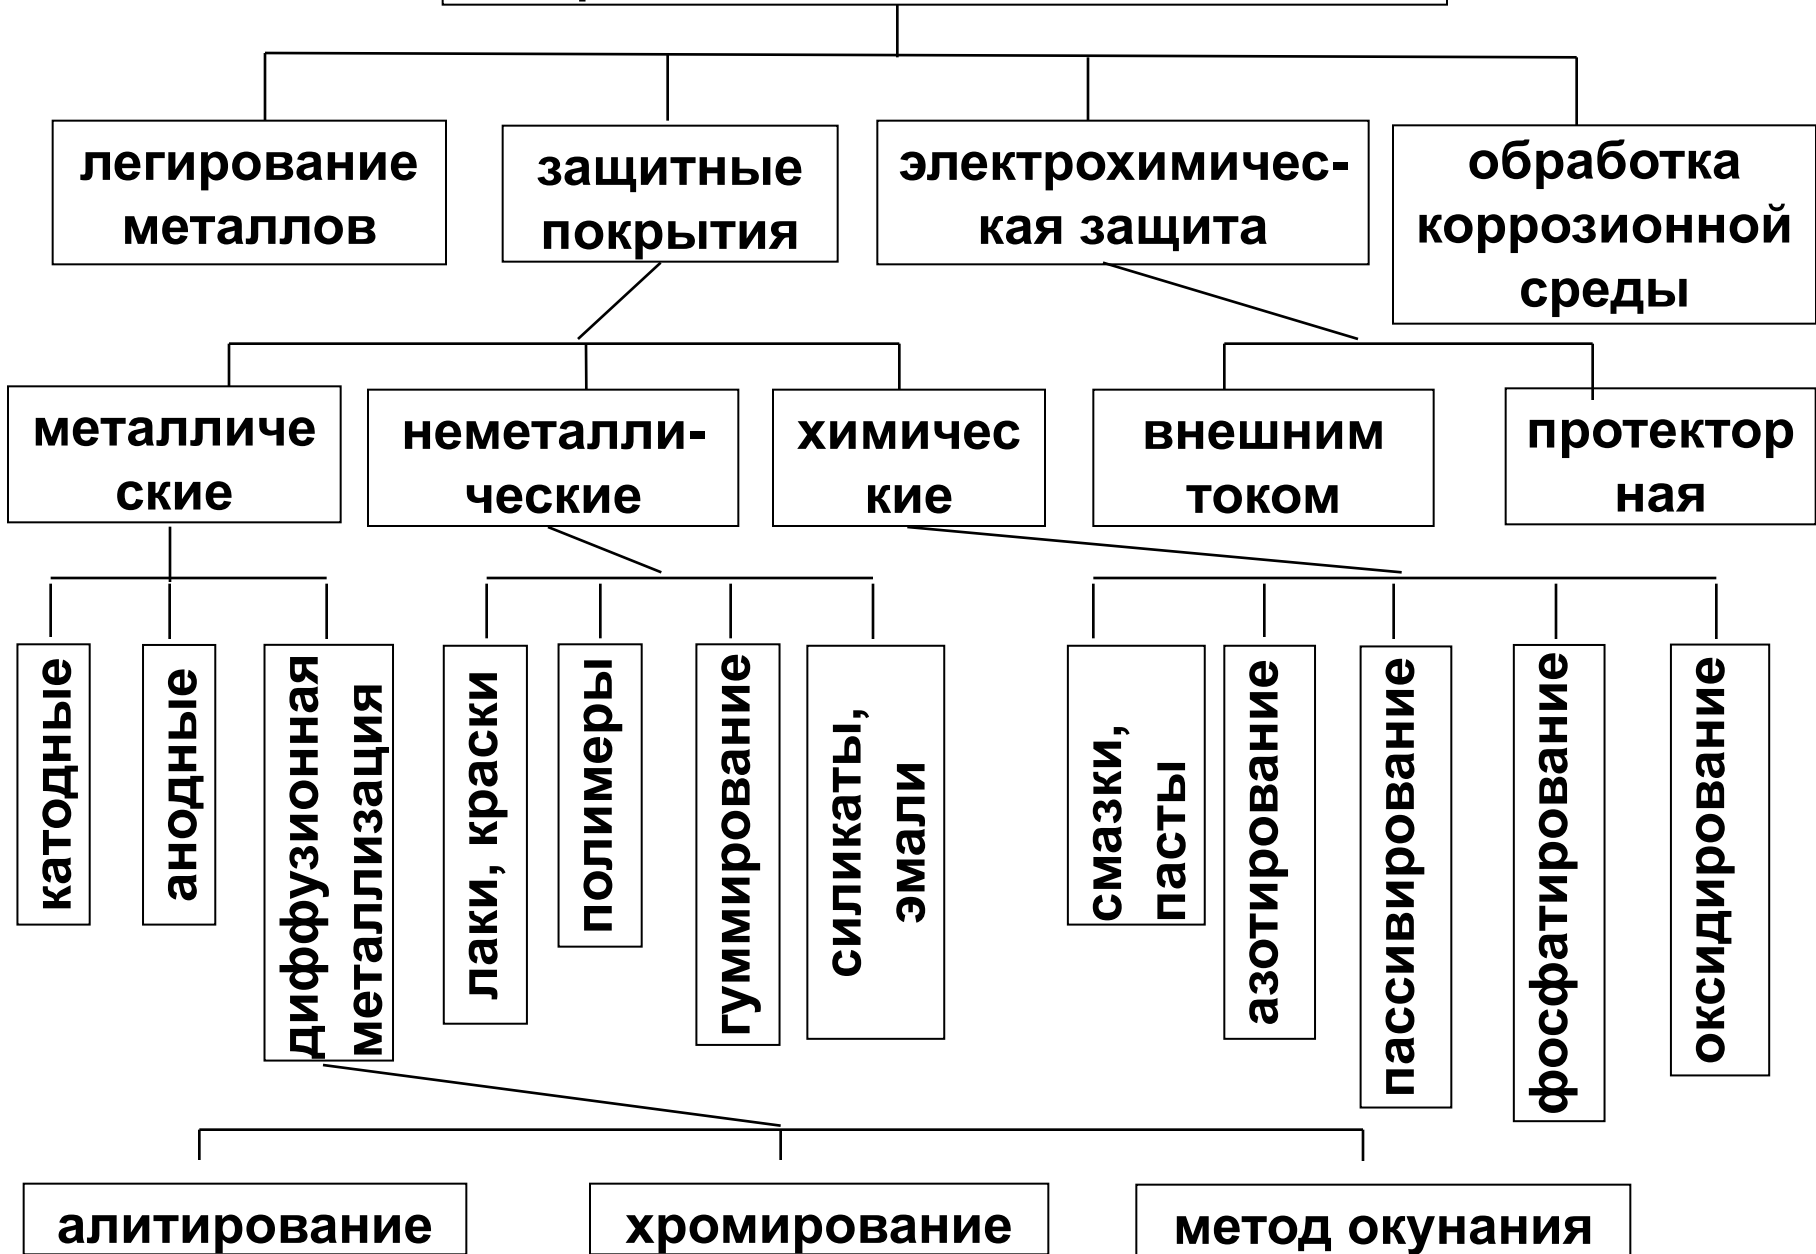 легирование
металлов
защитные
покрытия
электрохимичес-
кая защита
обработка
коррозионной
среды
металличе
ские
неметалли-
ческие
химичес
кие
внешним
током
протектор
ная
катодные
анодные
диффузионная
металлизация
лаки, краски
полимеры
гуммирование
силикаты,
эмали
смазки,
пасты
азотирование
пассивирование
фосфатирование
оксидирование
алитирование
хромирование
метод окунания